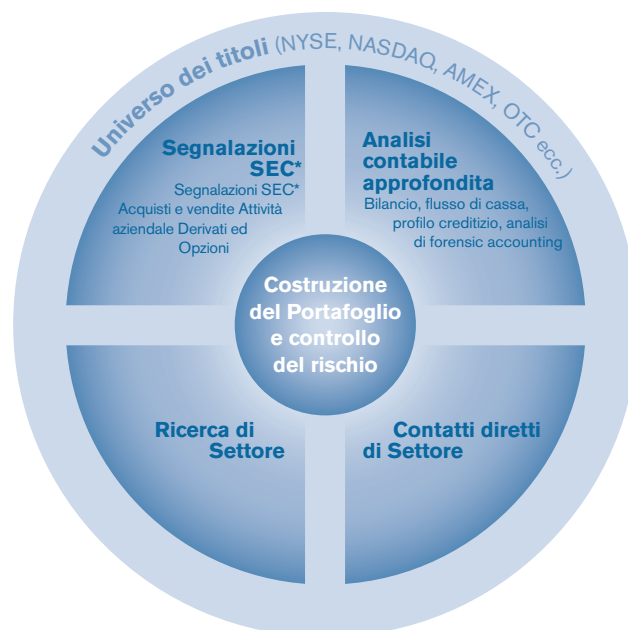 Universo dei titoli (NYSE, NASDAQ, AMEX, OTC ecc.)
Segnalazioni
SEC*
Segnalazioni SEC*
Acquisti e vendite Attività
aziendale Derivati ed
Opzioni
Analisi
contabile
approfondita
Bilancio, flusso di cassa,
profilo creditizio, analisi
di forensic accounting
Costruzione
del Portafoglio
e controllo
del rischio
Ricerca di
Settore
Contatti diretti
di Settore